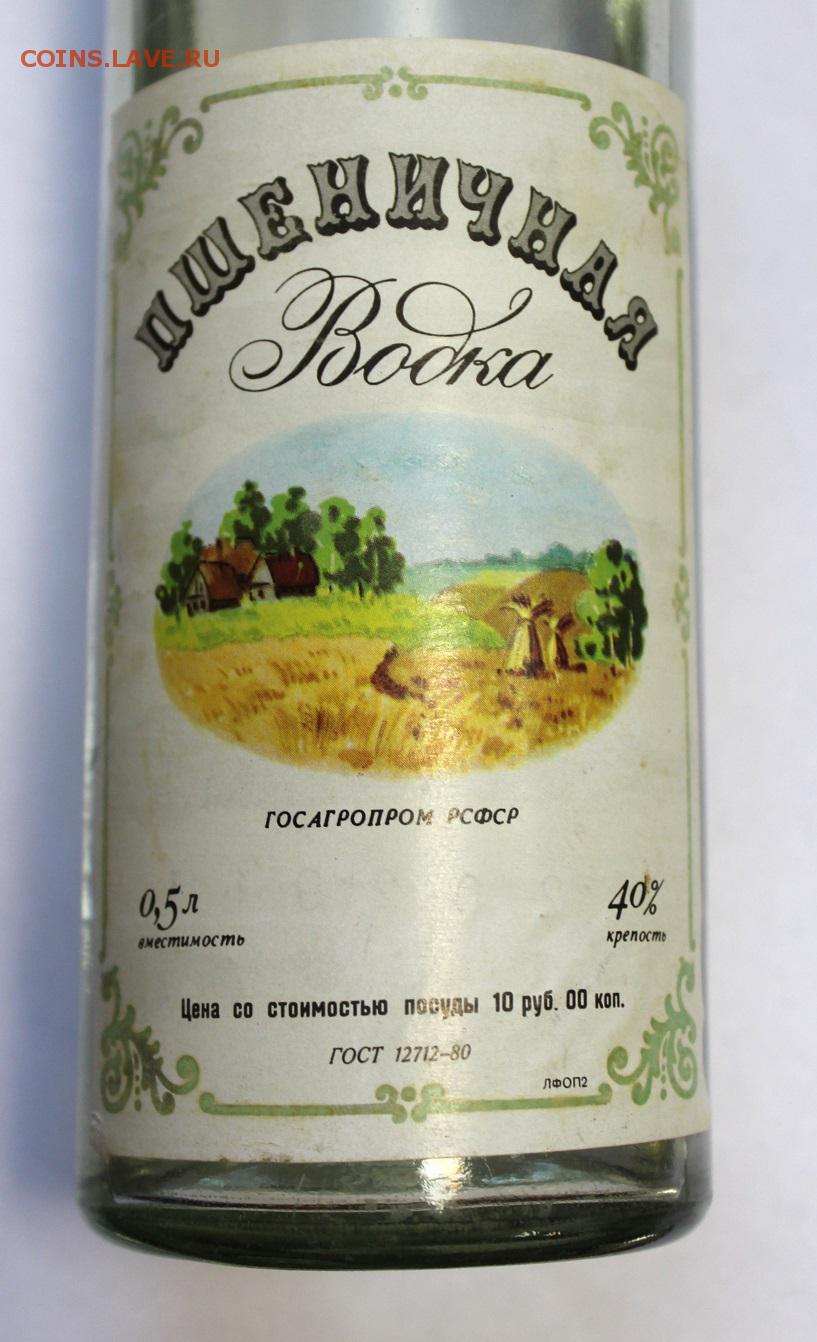 COINS.LAVE.RU
ПШЕНИЧНАЯ
Водка
ГОСАГРОПРОМ РСФСР
0,5л
вместимость
40%
крепость
Цена со стоимостью посуды 10 руб. 00 коп.
ГОСТ 12712-80
ЛФОП2